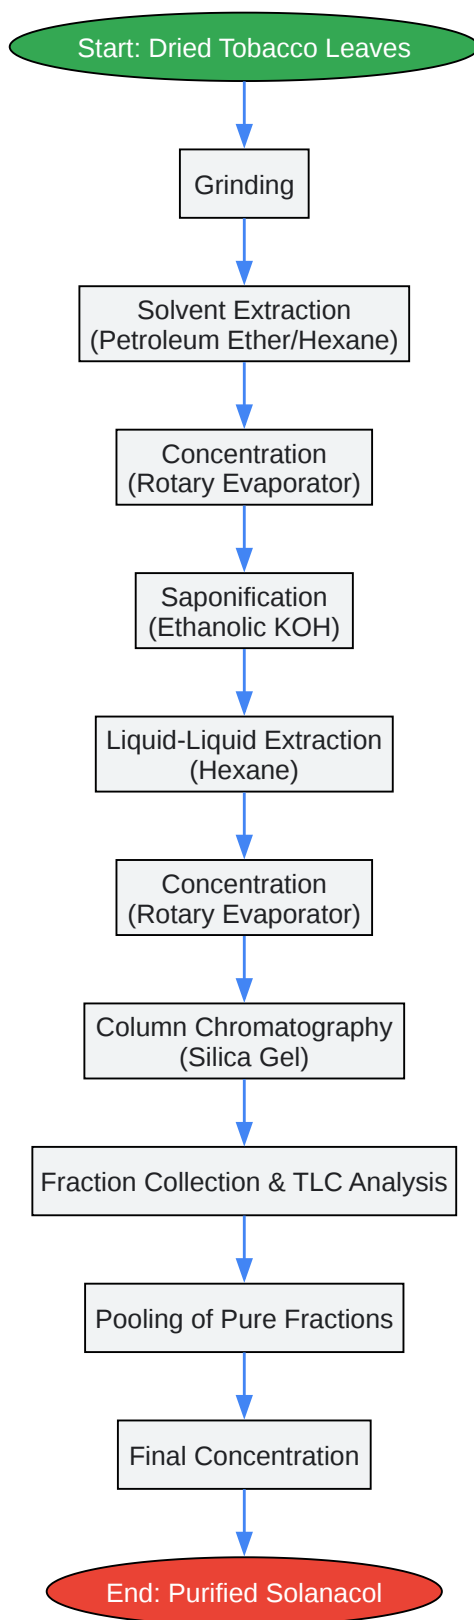 Start: Dried Tobacco Leaves
Grinding
Solvent Extraction
(Petroleum Ether/Hexane)
Concentration
(Rotary Evaporator)
Saponification
(Ethanolic KOH)
Liquid-Liquid Extraction
(Hexane)
Concentration
(Rotary Evaporator)
Column Chromatography
(Silica Gel)
Fraction Collection & TLC Analysis
Pooling of Pure Fractions
Final Concentration
End: Purified Solanacol